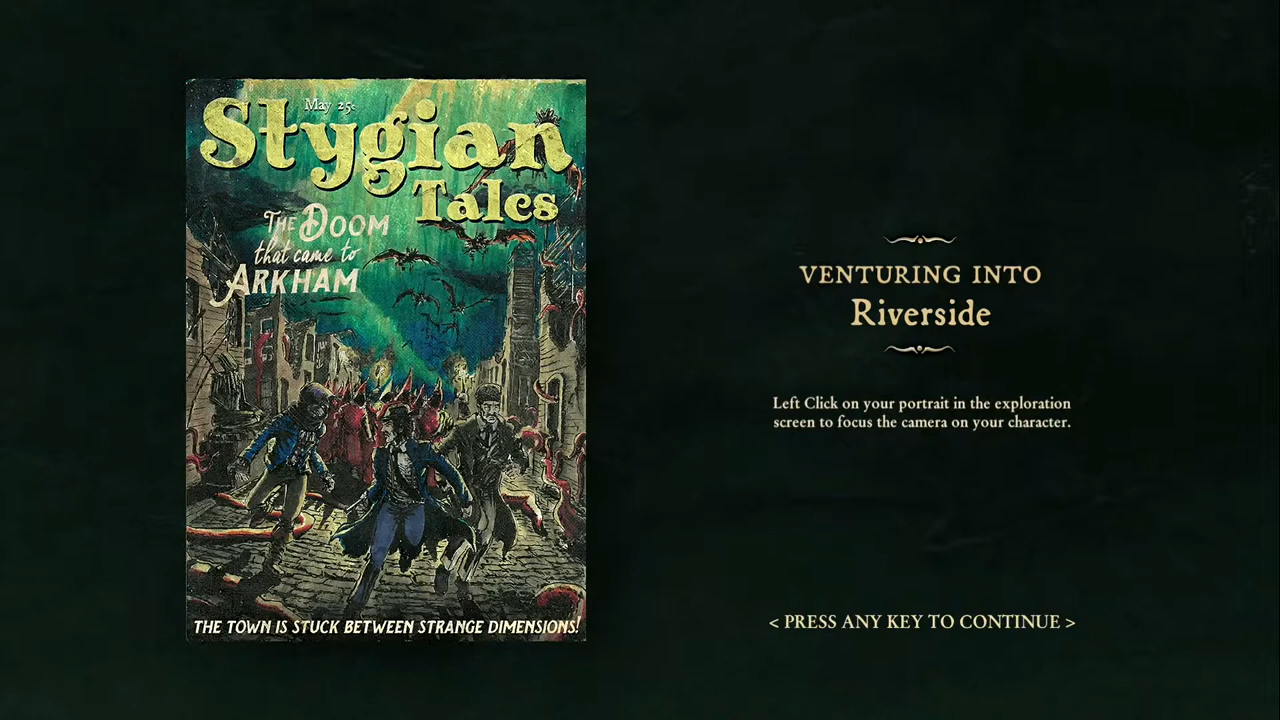 May 25c
Stygian
Tales
The Doom
that came to
Arkham
THE TOWN IS STUCK BETWEEN STRANGE DIMENSIONS!
VENTURING INTO
Riverside
Left Click on your portrait in the exploration
screen to focus the camera on your character.
< PRESS ANY KEY TO CONTINUE >